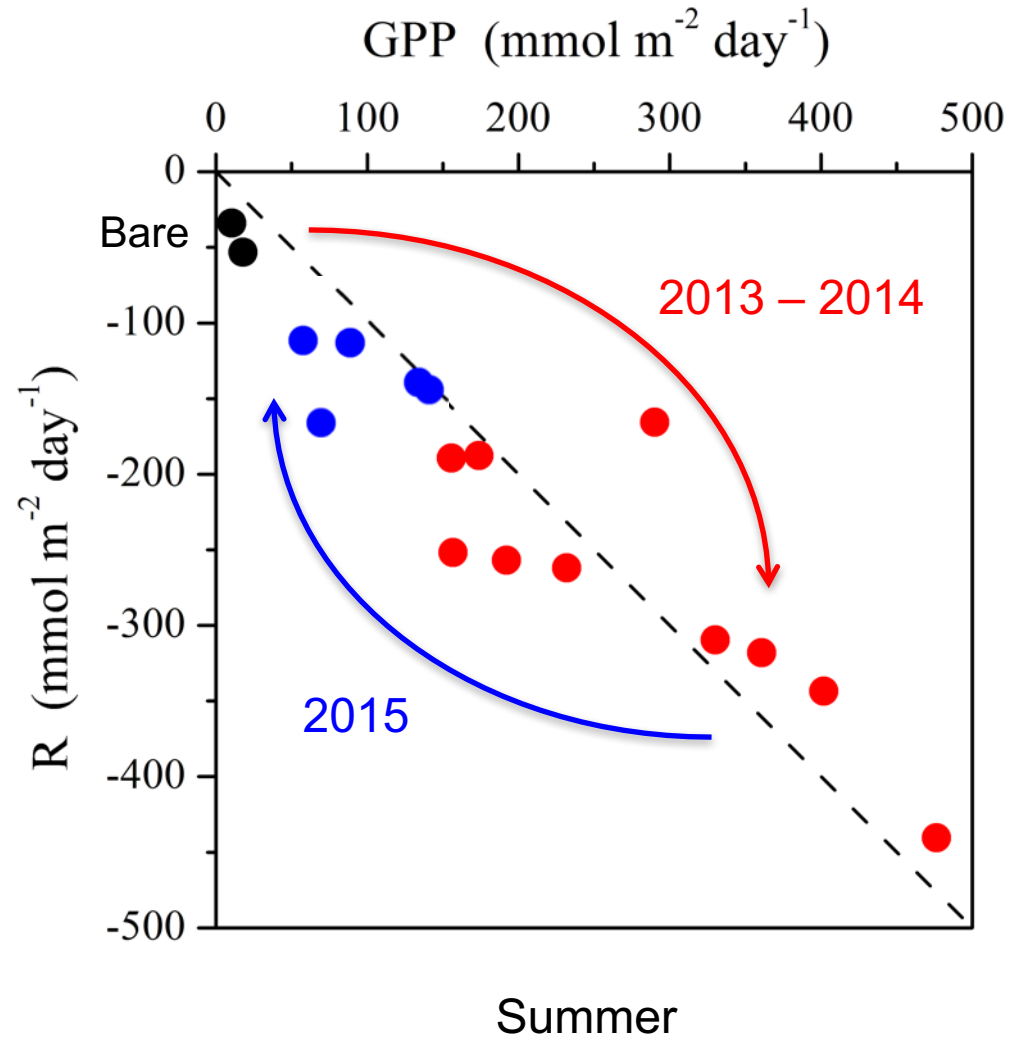 GPP (mmol m⁻² day⁻¹)
0 100 200 300 400 500
0
Bare
2013 – 2014
-100
-200
-300
2015
-400
-500
R (mmol m⁻² day⁻¹)
Summer